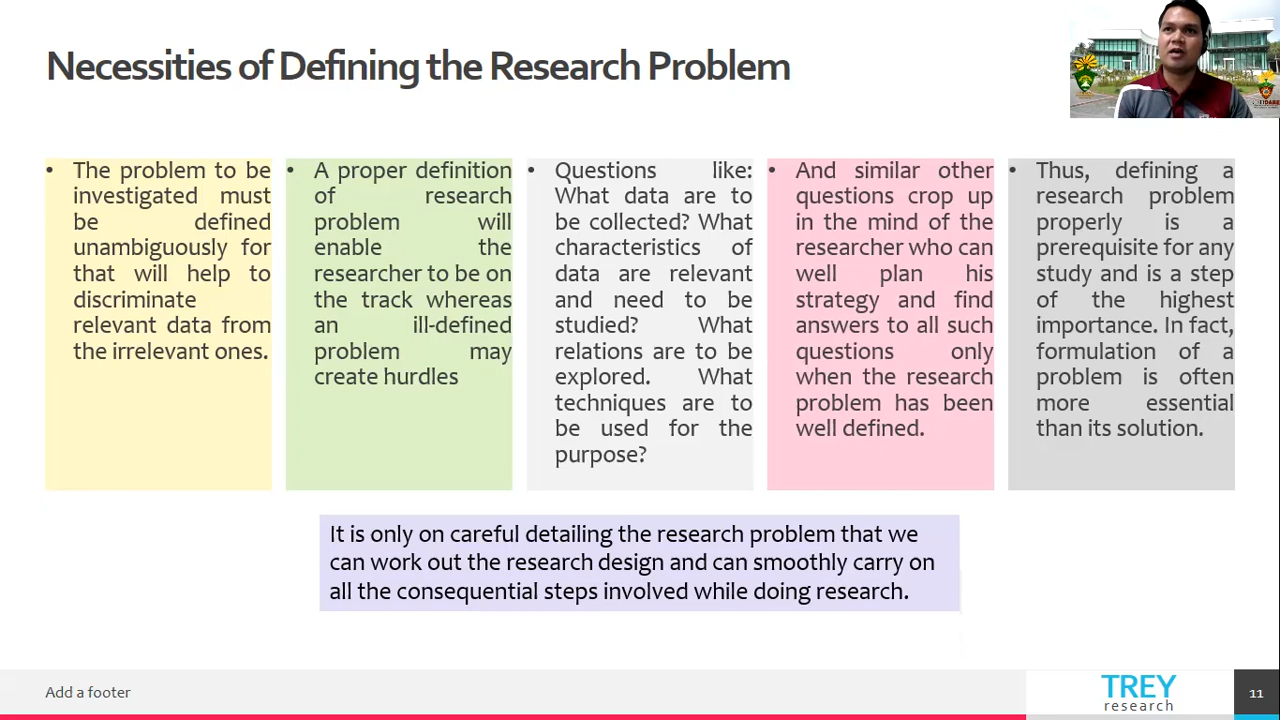 Necessities of Defining the Research Problem
• The problem to be
investigated must
be defined
unambiguously for
that will help to
discriminate
relevant data from
the irrelevant ones.
• A proper definition
of research
problem will
enable the
researcher to be on
the track whereas
an ill-defined
problem may
create hurdles
• Questions like:
What data are to
be collected? What
characteristics of
data are relevant
and need to be
studied? What
relations are to be
explored. What
techniques are to
be used for the
purpose?
• And similar other
questions crop up
in the mind of the
researcher who can
well plan his
strategy and find
answers to all such
questions only
when the research
problem has been
well defined.
• Thus, defining a
research problem
properly is a
prerequisite for any
study and is a step
of the highest
importance. In fact,
formulation of a
problem is often
more essential
than its solution.
It is only on careful detailing the research problem that we
can work out the research design and can smoothly carry on
all the consequential steps involved while doing research.
Add a footer
TREY
research
11